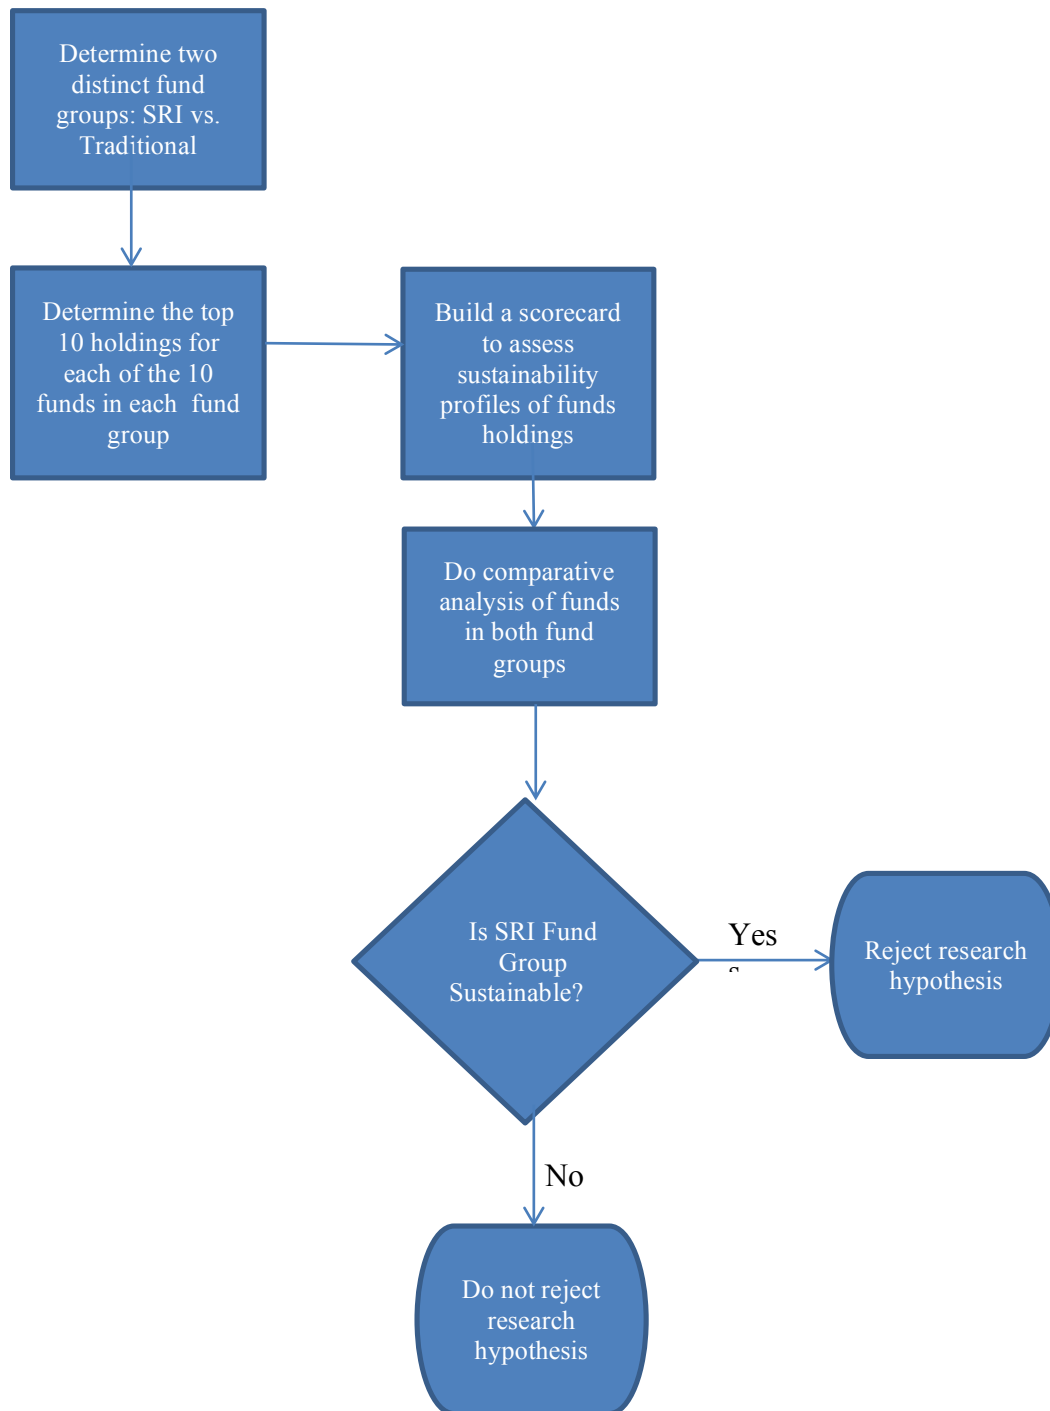 Determine two
distinct fund
groups: SRI vs.
Traditional
Determine the top
10 holdings for
each of the 10
funds in each fund
group
Build a scorecard
to assess
sustainability
profiles of funds
holdings
Do comparative
analysis of funds
in both fund
groups
Is SRI Fund
Group
Sustainable?
Yes
Reject research
hypothesis
No
Do not reject
research
hypothesis